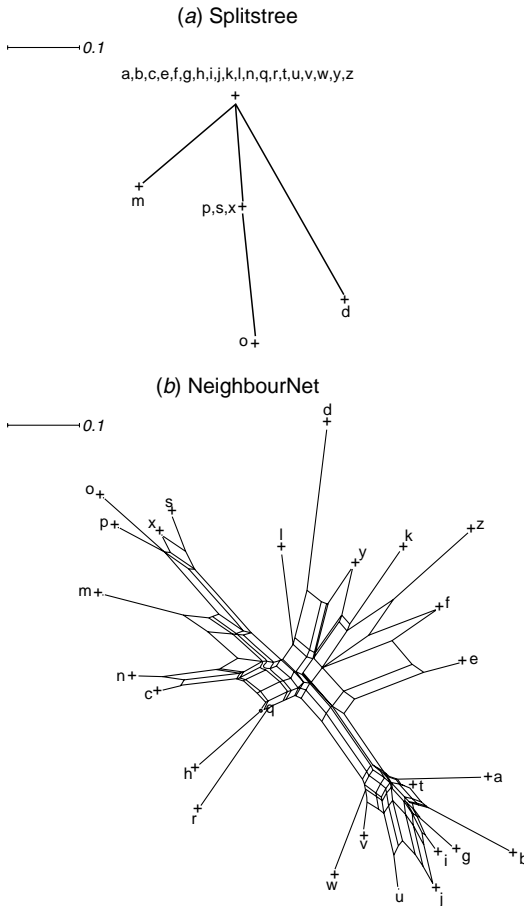 (a) Splitstree
0.1
a,b,c,e,f,g,h,i,j,k,l,n,q,r,t,u,v,w,y,z
m
p,s,x
d
o
(b) NeighbourNet
0.1
d
o
s
p
x
l
y
k
z
m
f
n
e
c
q
h
t
a
r
v
i
g
b
w
u
j